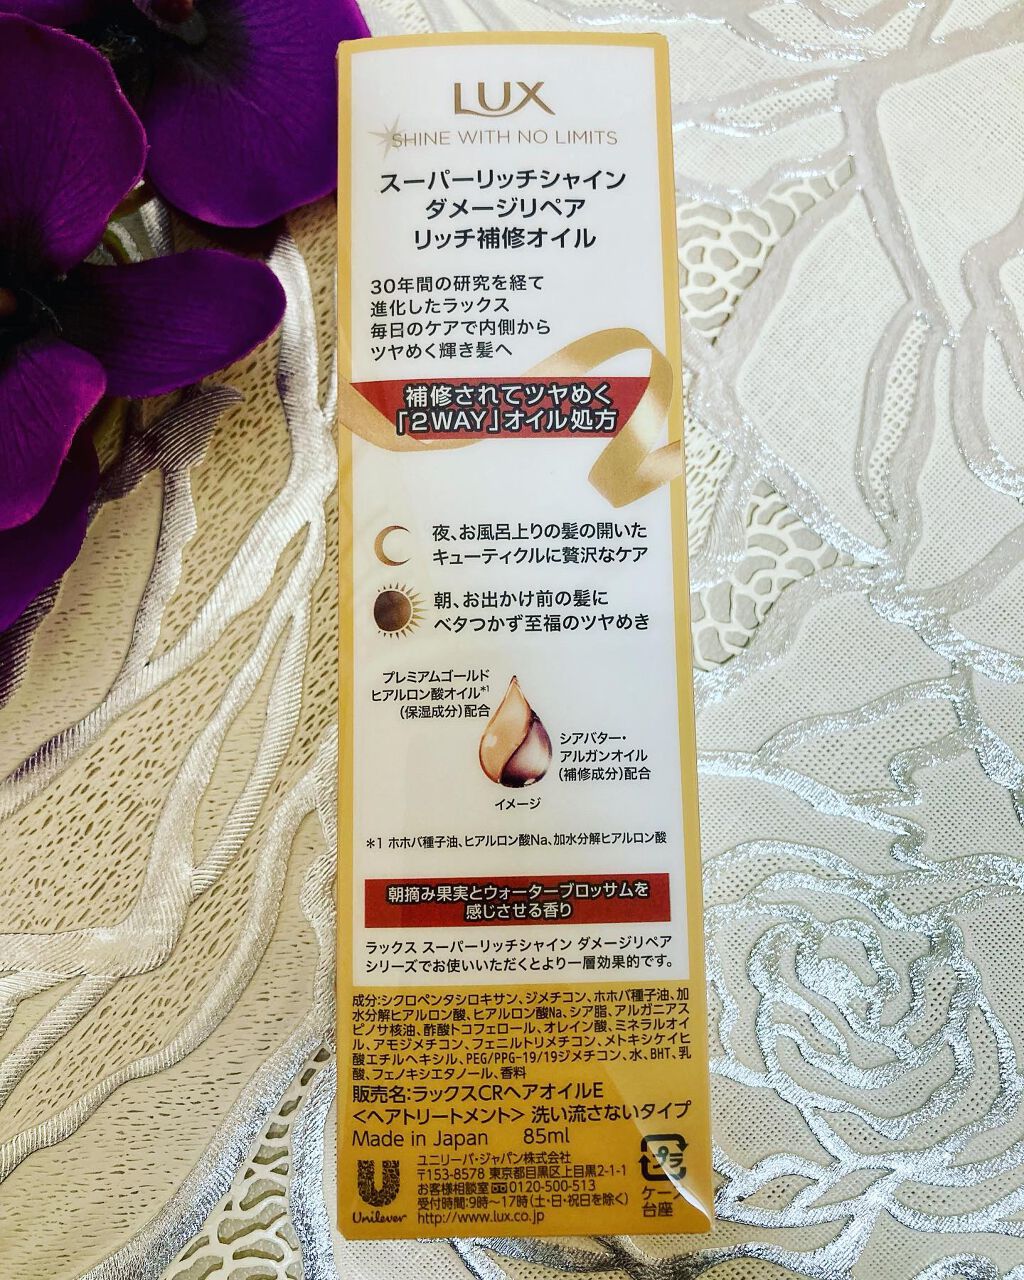 LUX
SHINE WITH NO LIMITS
スーパーリッチシャイン
ダメージリペア
リッチ補修オイル
30年間の研究を経て
進化したラックス
毎日のケアで内側から
ツヤめく輝き髪へ
補修されてツヤめく
「2WAY」オイル処方
夜、お風呂上りの髪の開いた
キューティクルに贅沢なケア
朝、お出かけ前の髪に
ベタつかず至福のツヤめき
プレミアムゴールド
ヒアルロン酸オイル*1
(保湿成分)配合
シアバター・
アルガンオイル
(補修成分)配合
イメージ
*1 ホホバ種子油、ヒアルロン酸Na、加水分解ヒアルロン酸
朝摘み果実とウォーターブロッサムを
感じさせる香り
ラックス スーパーリッチシャイン ダメージリペア
シリーズでお使いいただくとより一層効果的です。
成分:シクロペンタシロキサン、ジメチコン、ホホバ種子油、加
水分解ヒアルロン酸、ヒアルロン酸Na、シア脂、アルガニアス
ピノサ核油、酢酸トコフェロール、オレイン酸、ミネラルオイ
ル、アモジメチコン、フェニルトリメチコン、メトキシケイヒ
酸エチルヘキシル、PEG/PPG-19/19ジメチコン、水、BHT、乳
酸、フェノキシエタノール、香料
販売名:ラックスCRヘアオイルE
<ヘアトリートメント> 洗い流さないタイプ
Made in Japan 85ml
ユニリーバ・ジャパン株式会社
〒153-8578 東京都目黒区上目黒2-1-1
お客様相談室 0120-500-513
受付時間:9時〜17時(土・日・祝日を除く)
http://www.lux.co.jp
Unilever
プラ
ケース
台座